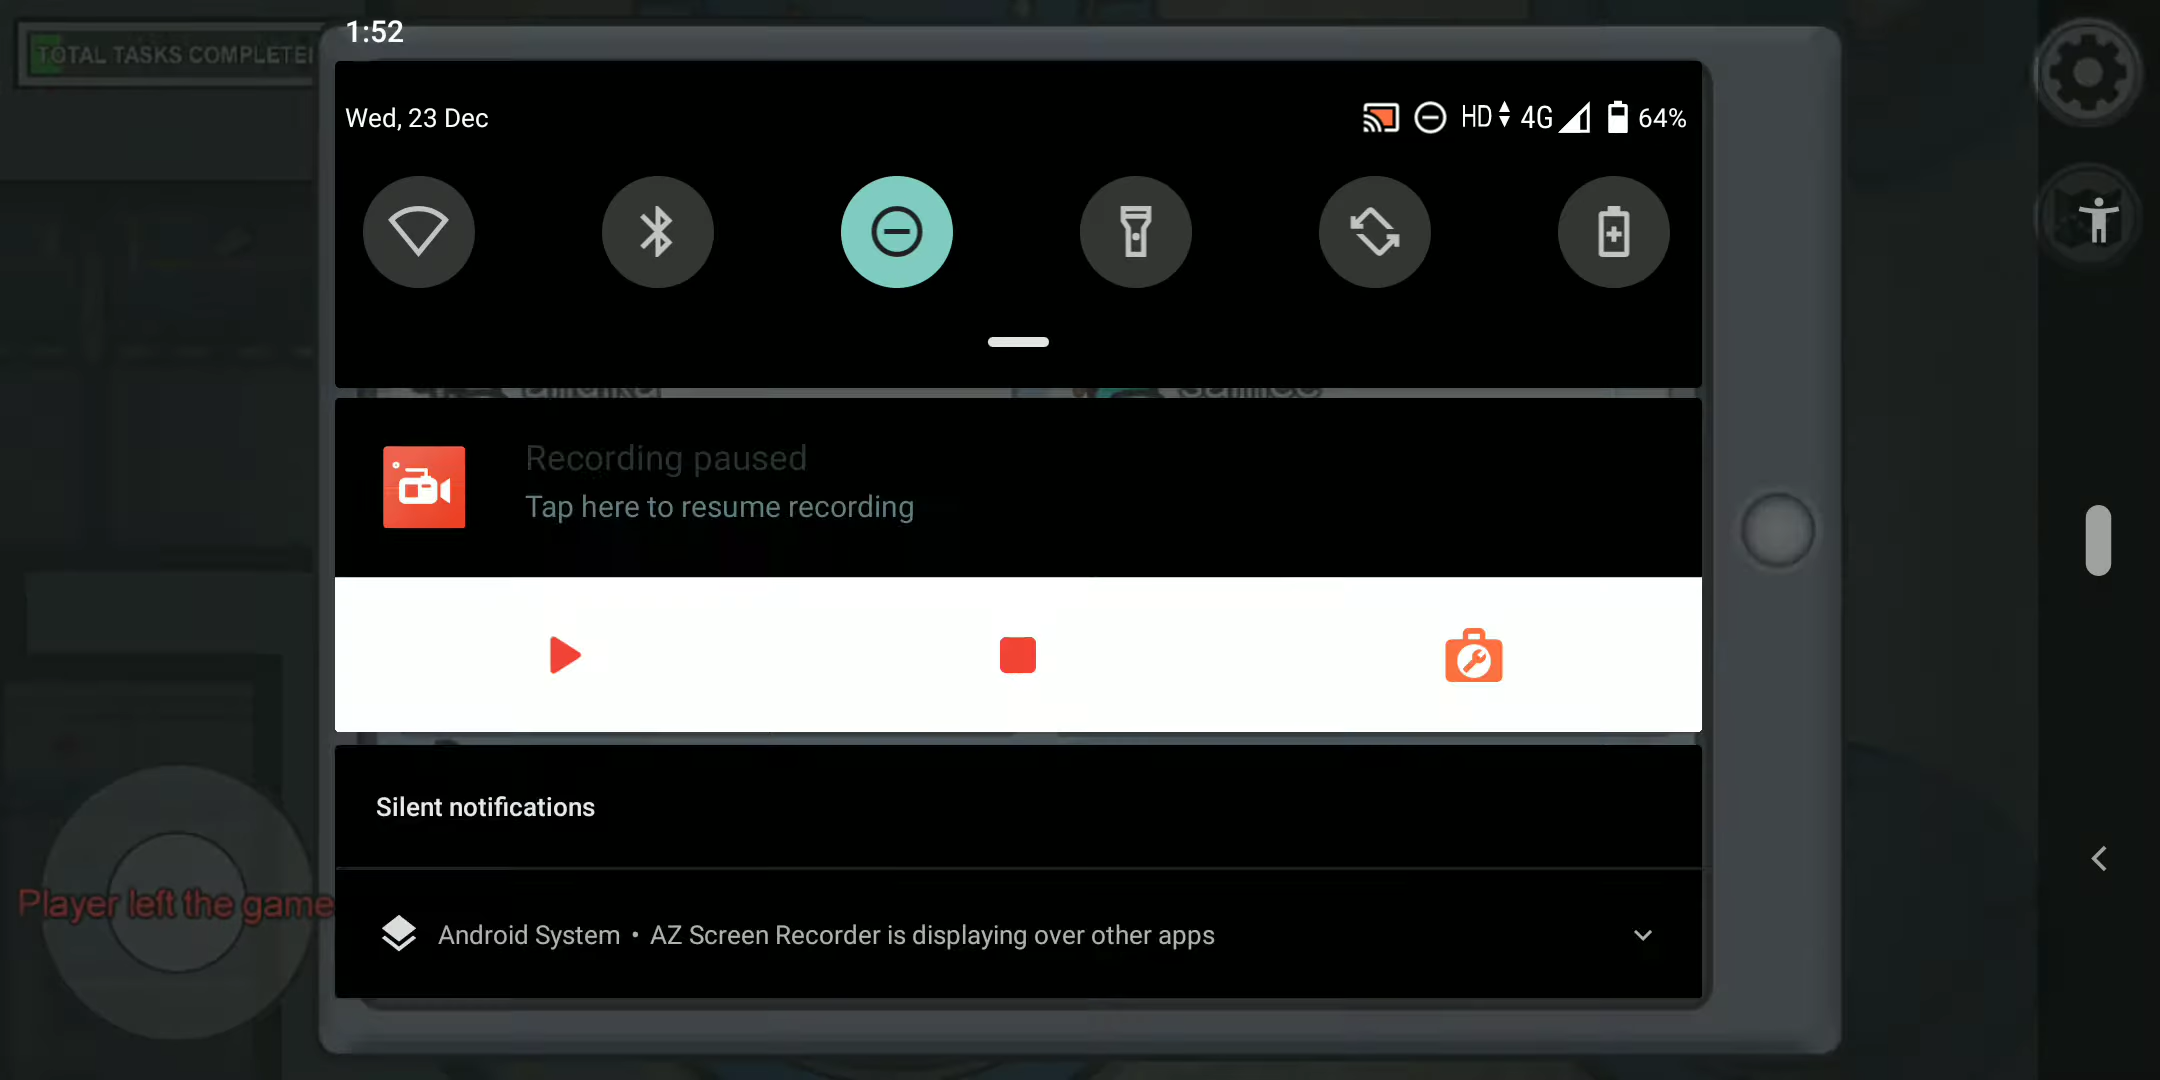 1:52
TOTAL TASKS COMPLETE
Wed, 23 Dec
HD 4G 64%
Recording paused
Tap here to resume recording
Silent notifications
Player left the game
Android System • AZ Screen Recorder is displaying over other apps